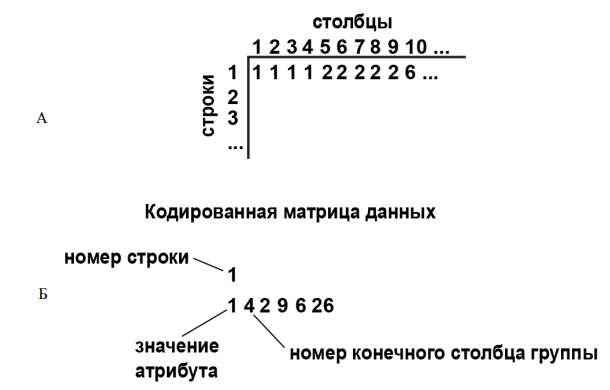 столбцы
1 2 3 4 5 6 7 8 9 10 ...
строки
1 1 1 1 1 2 2 2 2 2 6 ...
2
А
3
...
Кодированная матрица данных
номер строки
1
Б
1 4 2 9 6 26
значение
атрибута
номер конечного столбца группы